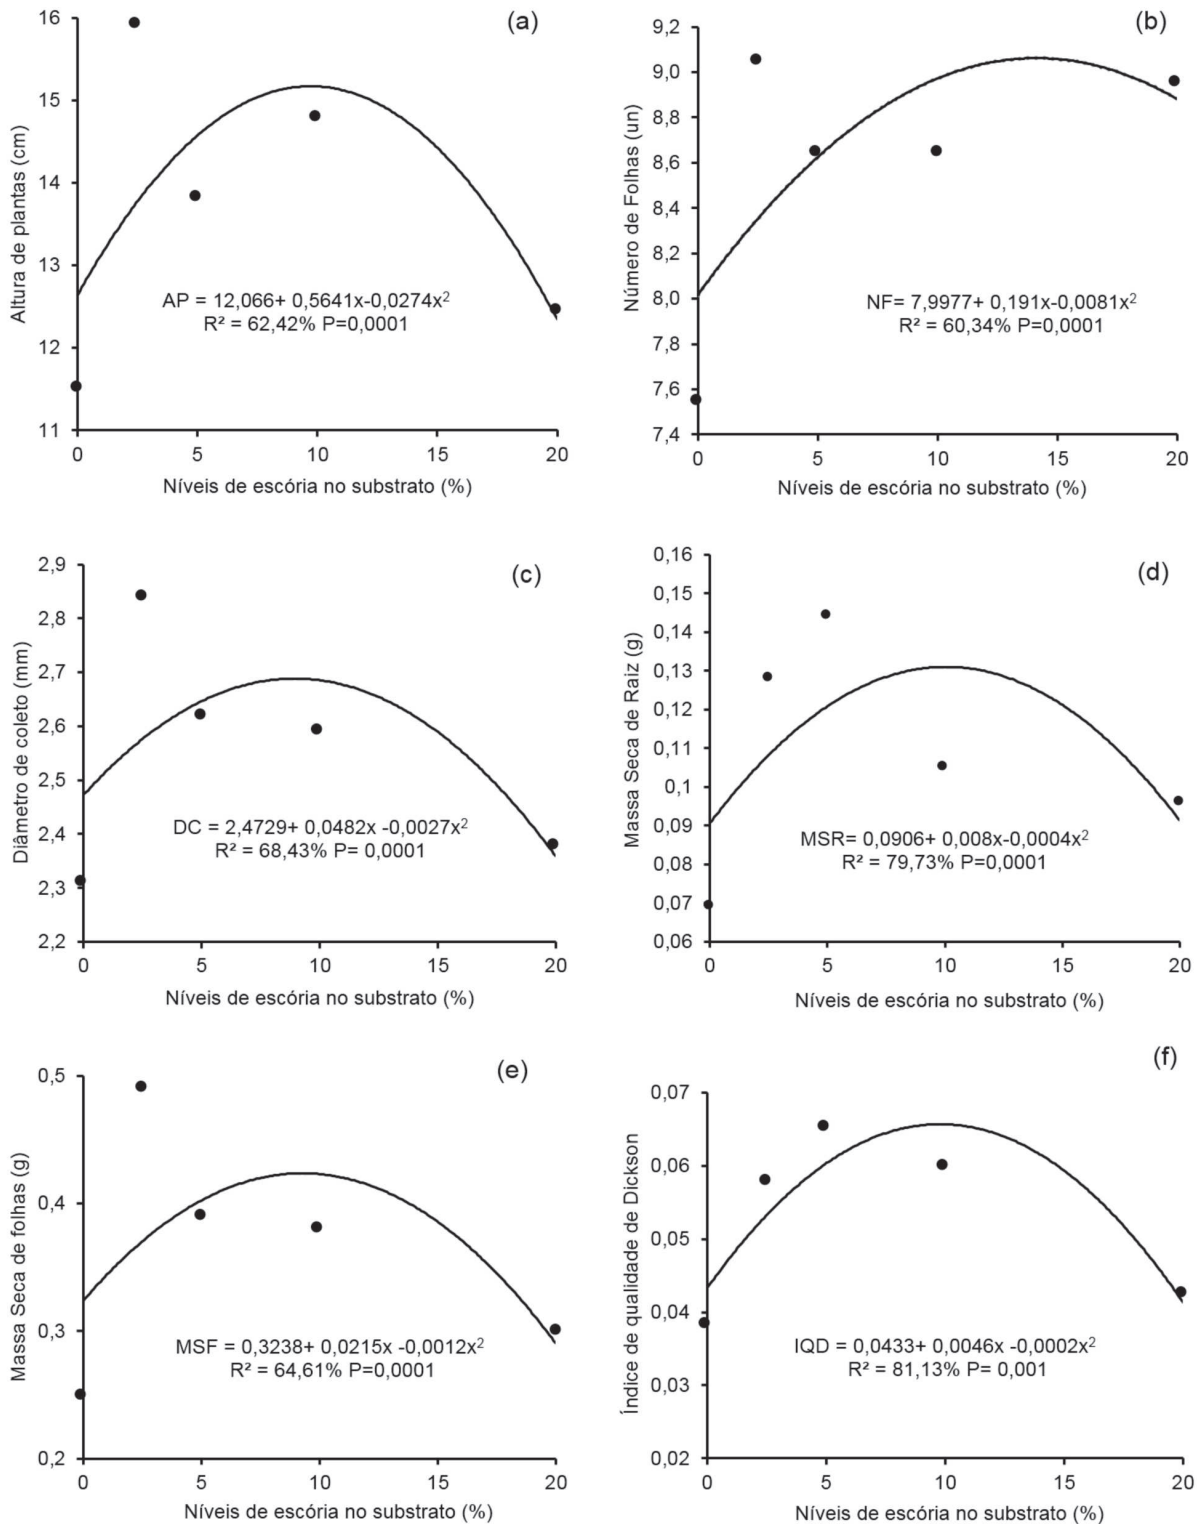 (a)
Altura de plantas (cm)
16
15
14
13
12
11
AP = 12,066+ 0,5641x-0,0274x²
R² = 62,42% P=0,0001
0 5 10 15 20
Níveis de escória no substrato (%)
(b)
Número de Folhas (un)
9,2
9,0
8,8
8,6
8,4
8,2
8,0
7,8
7,6
7,4
NF= 7,9977+ 0,191x-0,0081x²
R² = 60,34% P=0,0001
0 5 10 15 20
Níveis de escória no substrato (%)
(c)
Diâmetro de coleto (mm)
2,9
2,8
2,7
2,6
2,5
2,4
2,3
2,2
DC = 2,4729+ 0,0482x -0,0027x²
R² = 68,43% P= 0,0001
0 5 10 15 20
Níveis de escória no substrato (%)
(d)
Massa Seca de Raiz (g)
0,16
0,15
0,14
0,13
0,12
0,11
0,1
0,09
0,08
0,07
0,06
MSR= 0,0906+ 0,008x-0,0004x²
R² = 79,73% P=0,0001
0 5 10 15 20
Níveis de escória no substrato (%)
(e)
Massa Seca de folhas (g)
0,5
0,4
0,3
0,2
MSF = 0,3238+ 0,0215x -0,0012x²
R² = 64,61% P=0,0001
0 5 10 15 20
Níveis de escória no substrato (%)
(f)
Índice de qualidade de Dickson
0,07
0,06
0,05
0,04
0,03
0,02
IQD = 0,0433+ 0,0046x -0,0002x²
R² = 81,13% P= 0,001
0 5 10 15 20
Níveis de escória no substrato (%)